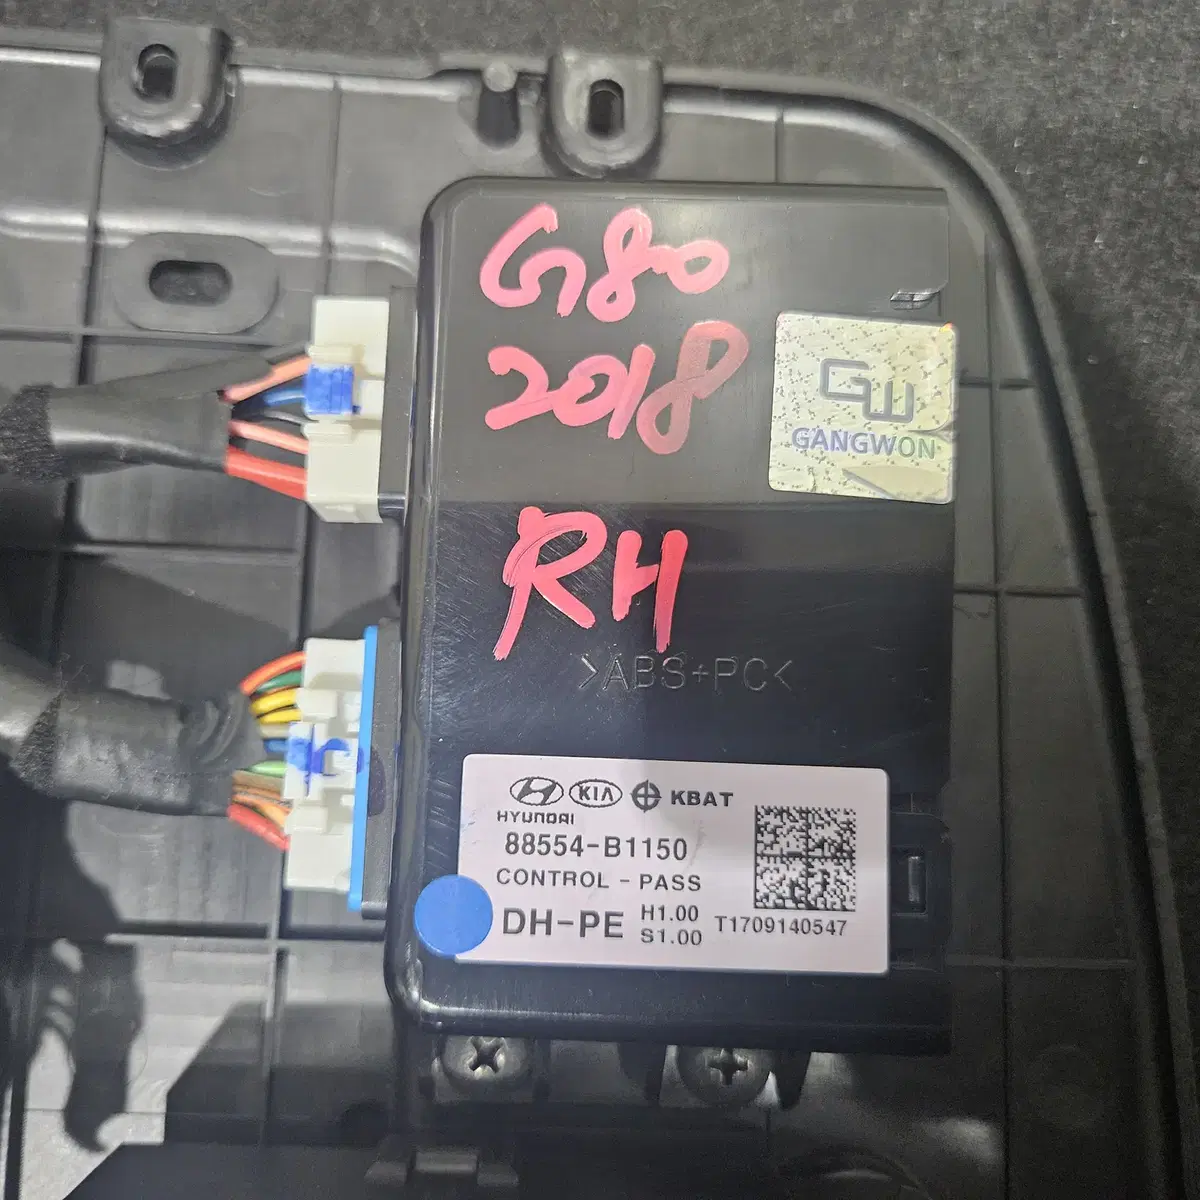 G80
2018
GW
GANGWON
RH
>ABS+PC<
HYUNDAI KIA KBAT
88554-B1150
CONTROL - PASS
DH-PE H1.00 S1.00 T1709140547